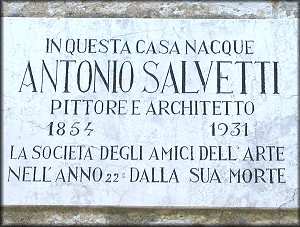 IN QUESTA CASA NACQUE
ANTONIO SALVETTI
PITTORE E ARCHITETTO
1854 1931
LA SOCIETÀ DEGLI AMICI DELL'ARTE
NELL'ANNO 22° DALLA SUA MORTE